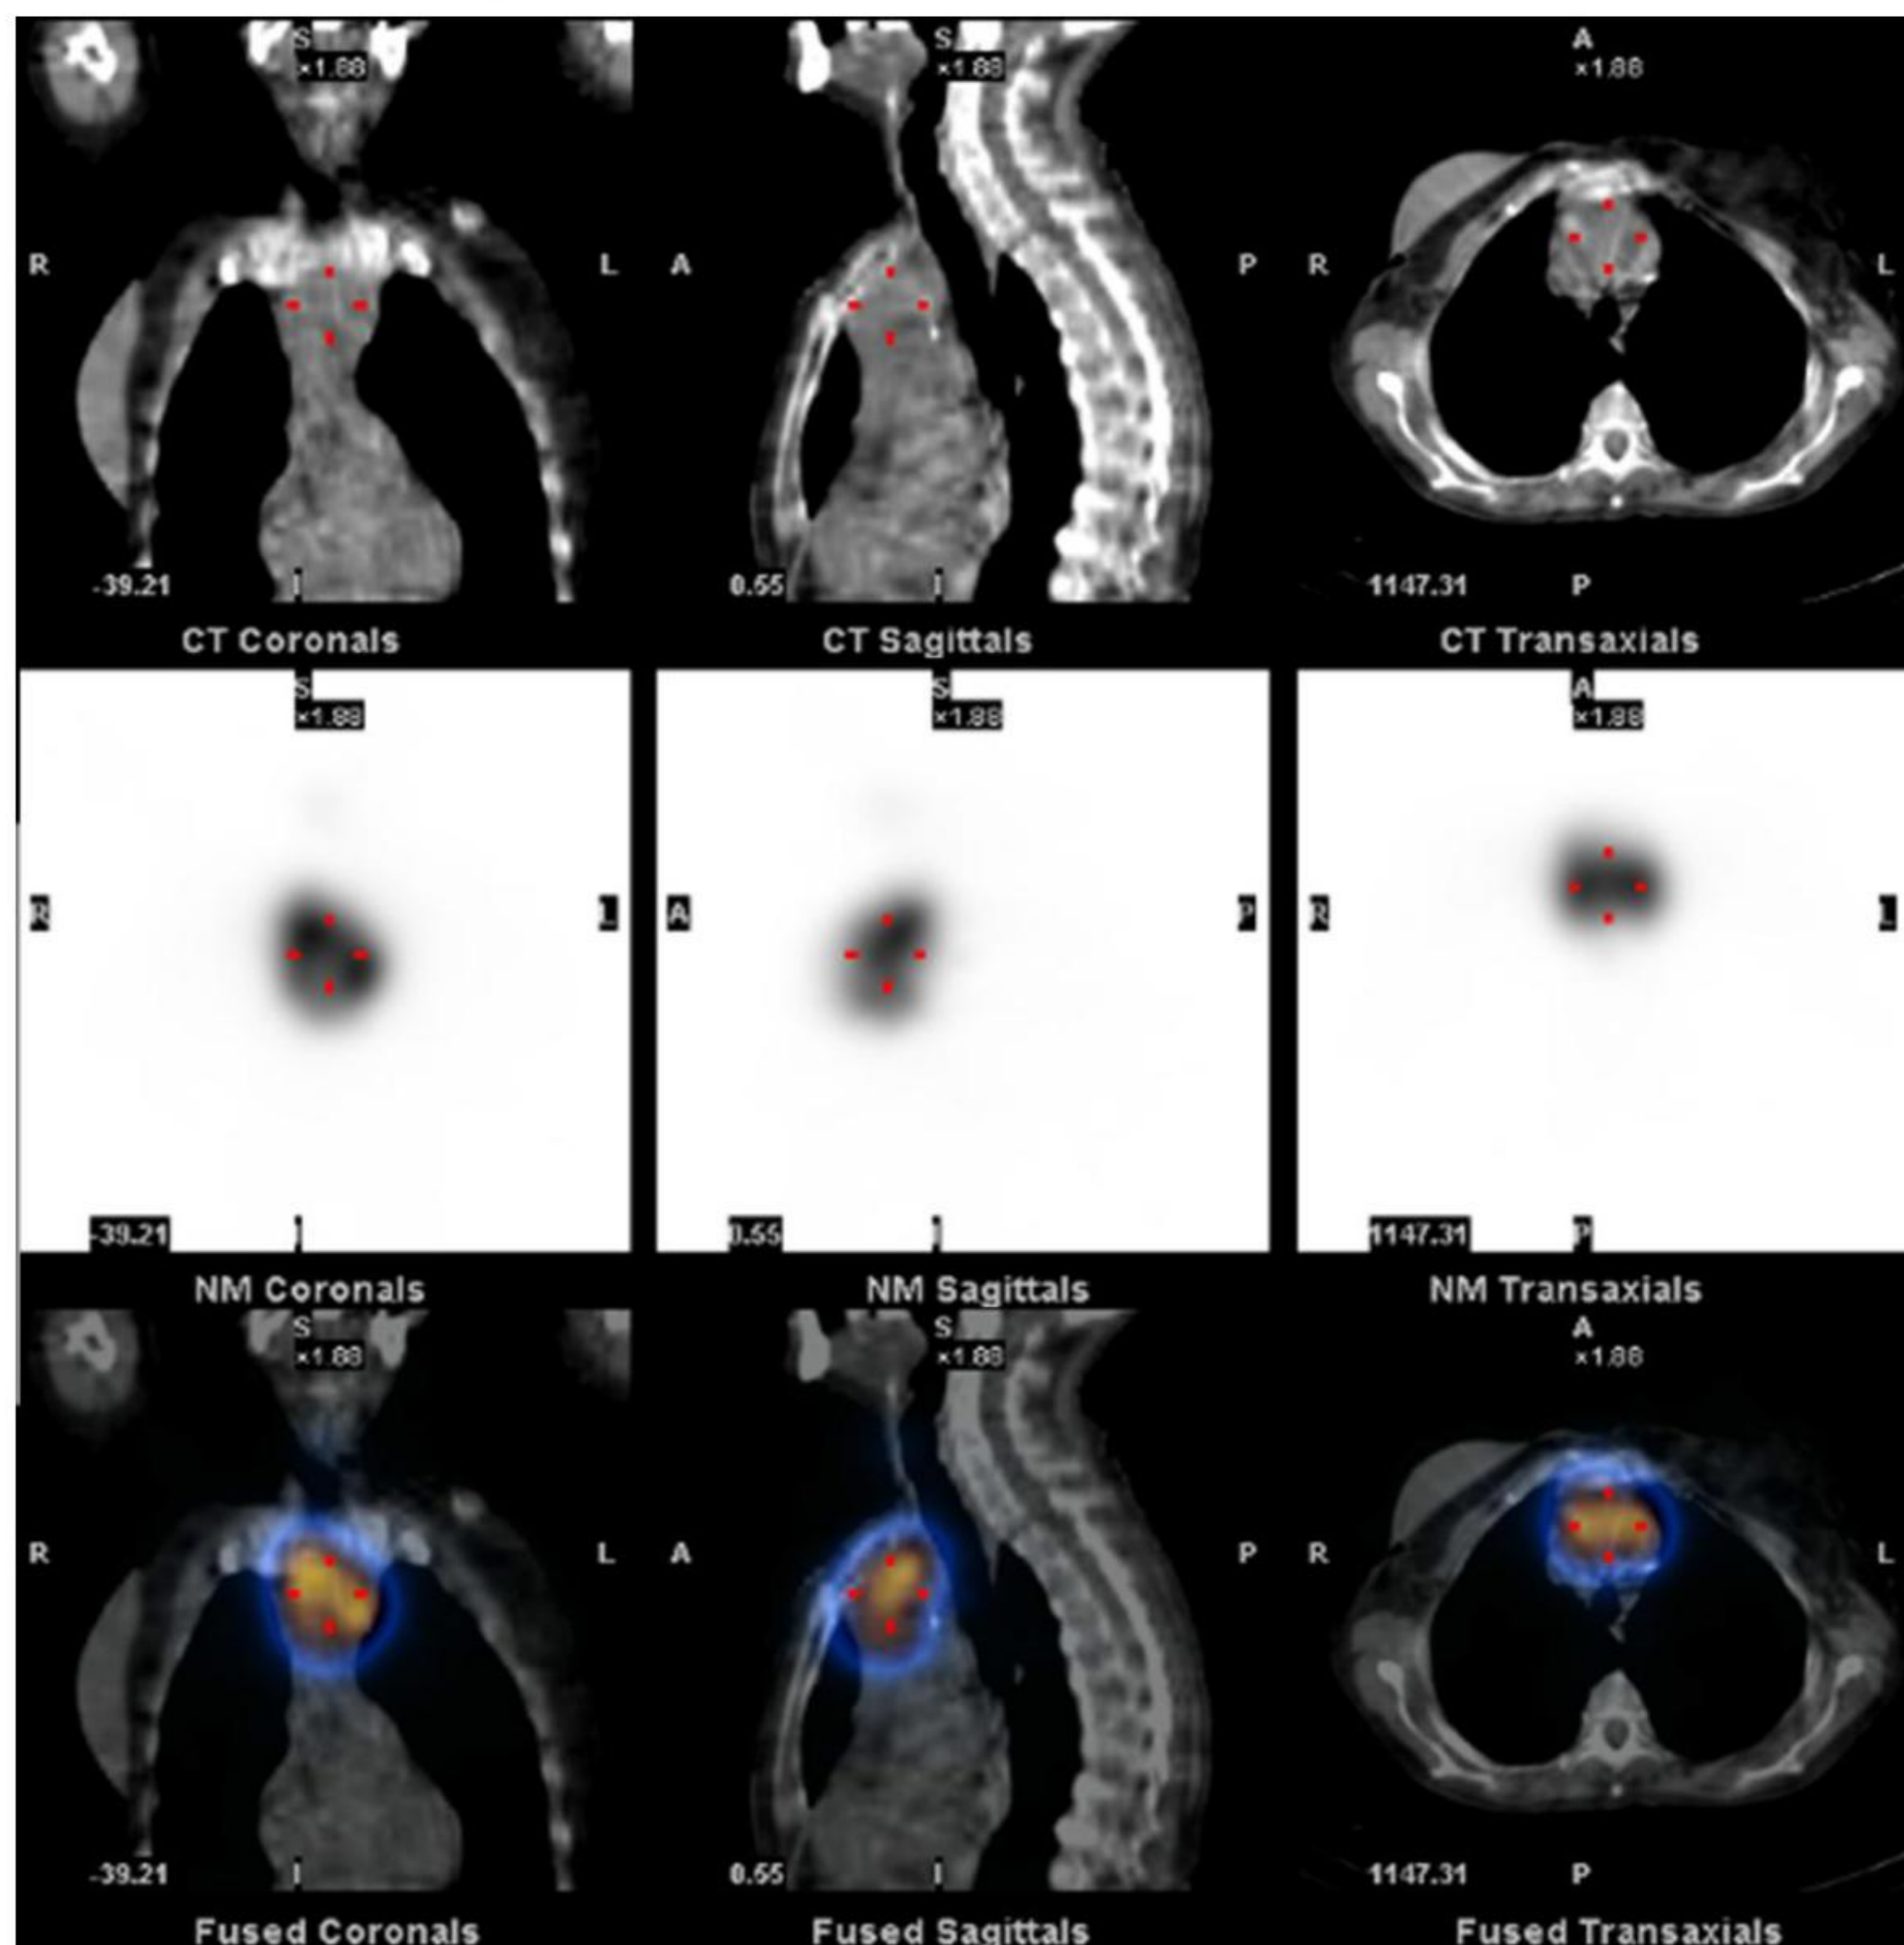 S S A
×1.88 ×1.88 ×1.88
R L A P R L
-39.21 I 0.55 I 1147.31 P
CT Coronals CT Sagittals CT Transaxials
S S A
×1.88 ×1.88 ×1.88
R L A P R L
-39.21 I 0.55 I 1147.31 P
NM Coronals NM Sagittals NM Transaxials
S S A
×1.88 ×1.88 ×1.88
R L A P R L
-39.21 I 0.55 I 1147.31 P
Fused Coronals Fused Sagittals Fused Transaxials